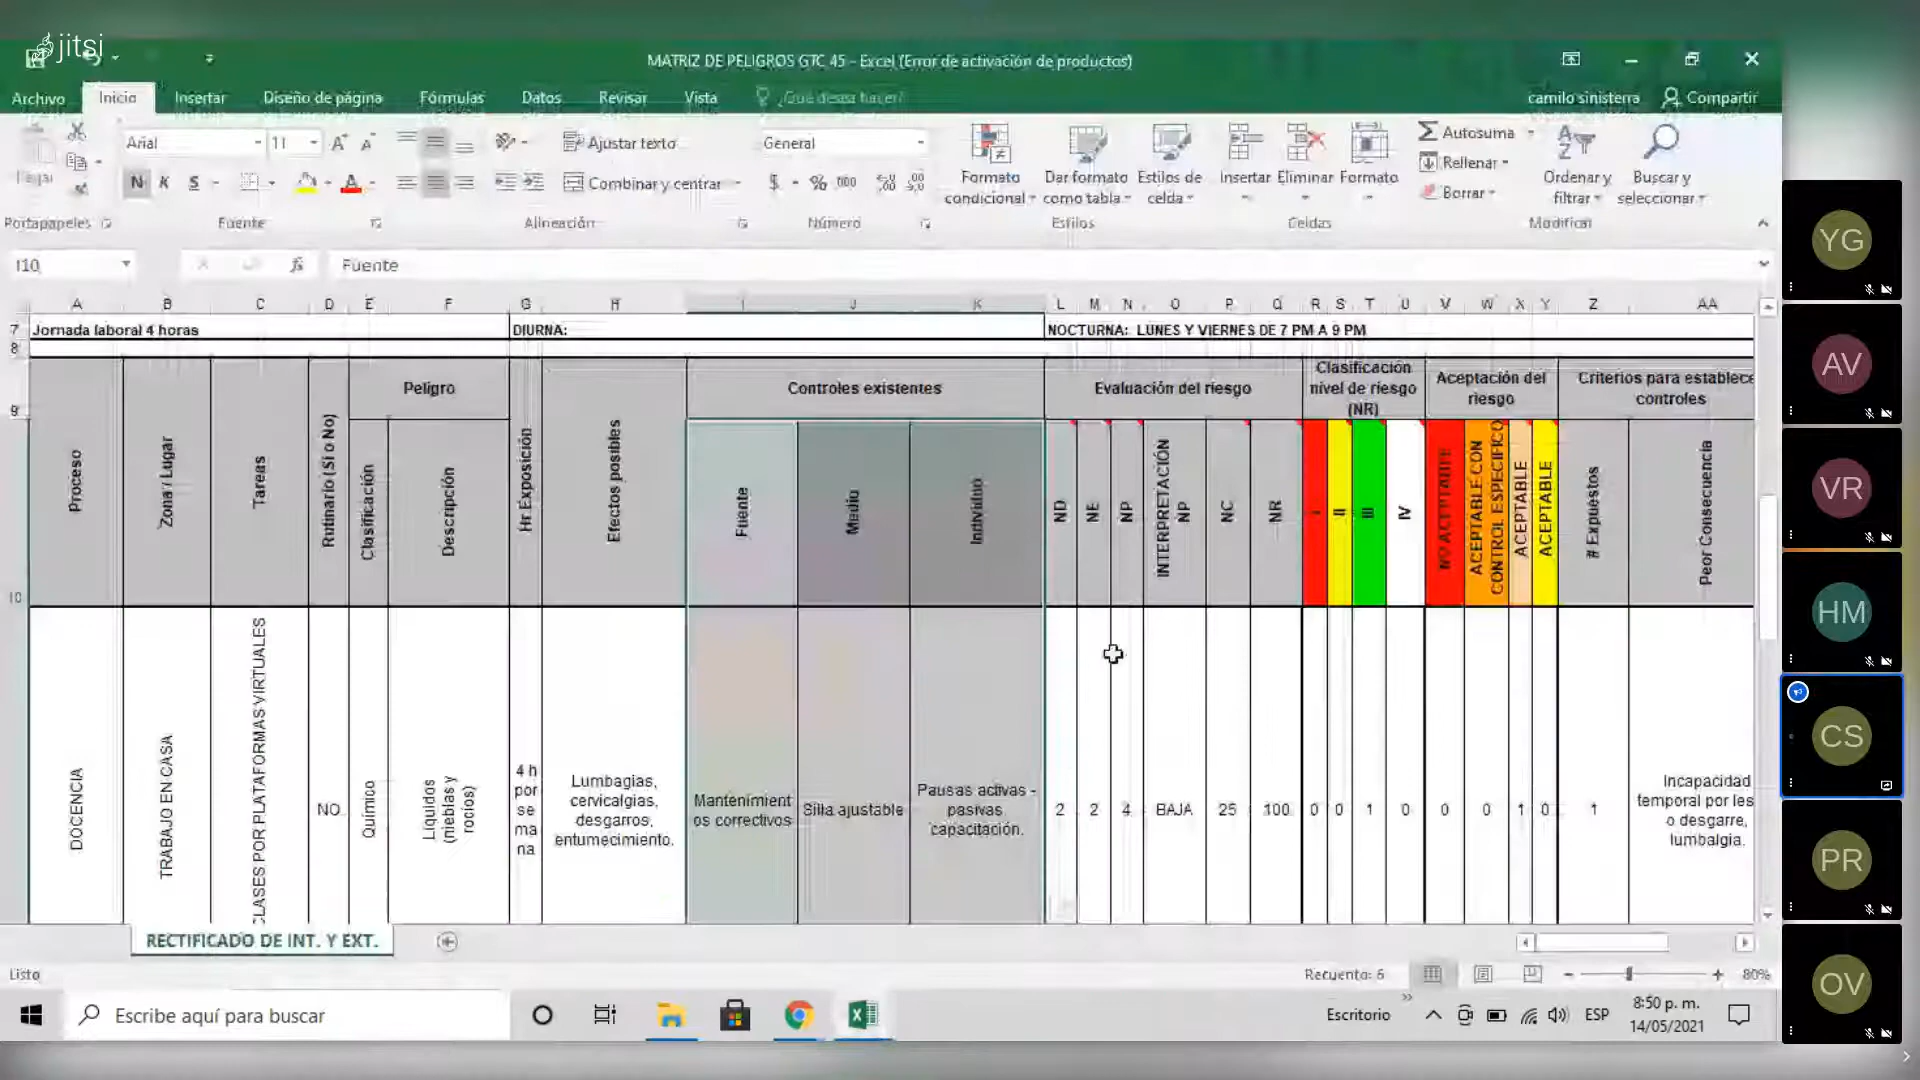 jitsi
MATRIZ DE PELIGROS GTC 45 - Excel (Error de activación de productos)
Archivo Inicio Insertar Diseño de página Fórmulas Datos Revisar Vista ¿Qué desea hacer? camilo sinisterra Compartir
Pegar
Arial 11
N K S
Ajustar texto
Combinar y centrar
General
$ % 000
Formato condicional
Dar formato como tabla
Estilos de celda
Insertar Eliminar Formato
Autosuma
Rellenar
Borrar
Ordenar y filtrar
Buscar y seleccionar
Portapapeles Fuente Alineación Número Estilos Celdas Modificar
I10 fx Fuente
A B C D E F G H I J K L M N O P Q R S T U V W X Y Z AA
7 Jornada laboral 4 horas DIURNA: NOCTURNA: LUNES Y VIERNES DE 7 PM A 9 PM
8
9
10
Proceso
Zona / Lugar
Tareas
Rutinario (Si o No)
Peligro
Clasificación
Descripción
Hr Exposición
Efectos posibles
Controles existentes
Fuente
Medio
Individuo
Evaluación del riesgo
ND
NE
NP
INTERPRETACIÓN
NP
NC
NR
Clasificación
nivel de riesgo
(NR)
I
II
III
IV
Aceptación del
riesgo
NO ACEPTABLE
ACEPTABLE CON
CONTROL ESPECIFICO
ACEPTABLE
ACEPTABLE
Criterios para establece
controles
# Expuestos
Peor Consecuencia
DOCENCIA
TRABAJO EN CASA
CLASES POR PLATAFORMAS VIRTUALES
NO
Químico
Líquidos
(nieblas y
rocíos)
4 h
por
se
ma
na
Lumbagias,
cervicalgias,
desgarros,
entumecimiento.
Mantenimient
os correctivos
Silla ajustable
Pausas activas -
pasivas
capacitación.
2 2 4 BAJA 25 100 0 0 1 0 0 0 1 0 1
Incapacidad
temporal por les
o desgarre,
lumbalgia.
RECTIFICADO DE INT. Y EXT.
Listo Recuento: 6 80%
Escribe aquí para buscar
Escritorio ESP
8:50 p. m.
14/05/2021
YG
AV
VR
HM
CS
PR
OV